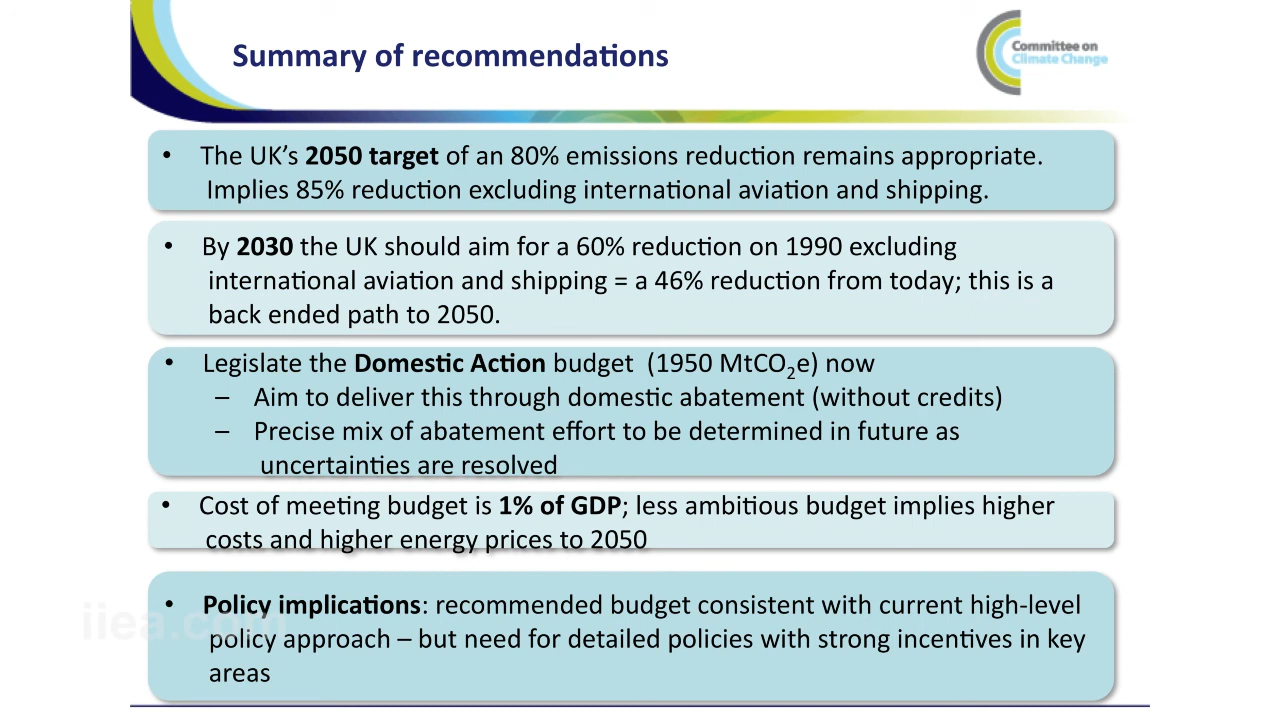 Summary of recommendations
Committee on
Climate Change
• The UK’s 2050 target of an 80% emissions reduction remains appropriate.
Implies 85% reduction excluding international aviation and shipping.
• By 2030 the UK should aim for a 60% reduction on 1990 excluding
international aviation and shipping = a 46% reduction from today; this is a
back ended path to 2050.
• Legislate the Domestic Action budget (1950 MtCO₂e) now
– Aim to deliver this through domestic abatement (without credits)
– Precise mix of abatement effort to be determined in future as
uncertainties are resolved
• Cost of meeting budget is 1% of GDP; less ambitious budget implies higher
costs and higher energy prices to 2050
• Policy implications: recommended budget consistent with current high-level
policy approach – but need for detailed policies with strong incentives in key
areas
iiea.com